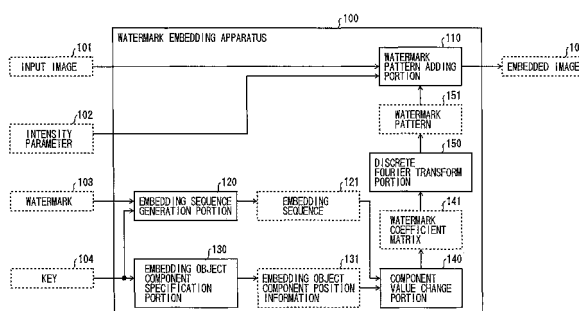 100
WATERMARK EMBEDDING APPARATUS
101
INPUT IMAGE
110
WATERMARK
PATTERN ADDING
PORTION
10
EMBEDDED IMAGE
102
INTENSITY
PARAMETER
151
WATERMARK
PATTERN
150
DISCRETE
FOURIER TRANSFORM
PORTION
103
WATERMARK
120
EMBEDDING SEQUENCE
GENERATION PORTION
121
EMBEDDING
SEQUENCE
141
WATERMARK
COEFFICIENT
MATRIX
104
KEY
130
EMBEDDING OBJECT
COMPONENT
SPECIFICATION
PORTION
131
EMBEDDING OBJECT
COMPONENT POSITION
INFORMATION
140
COMPONENT
VALUE CHANGE
PORTION